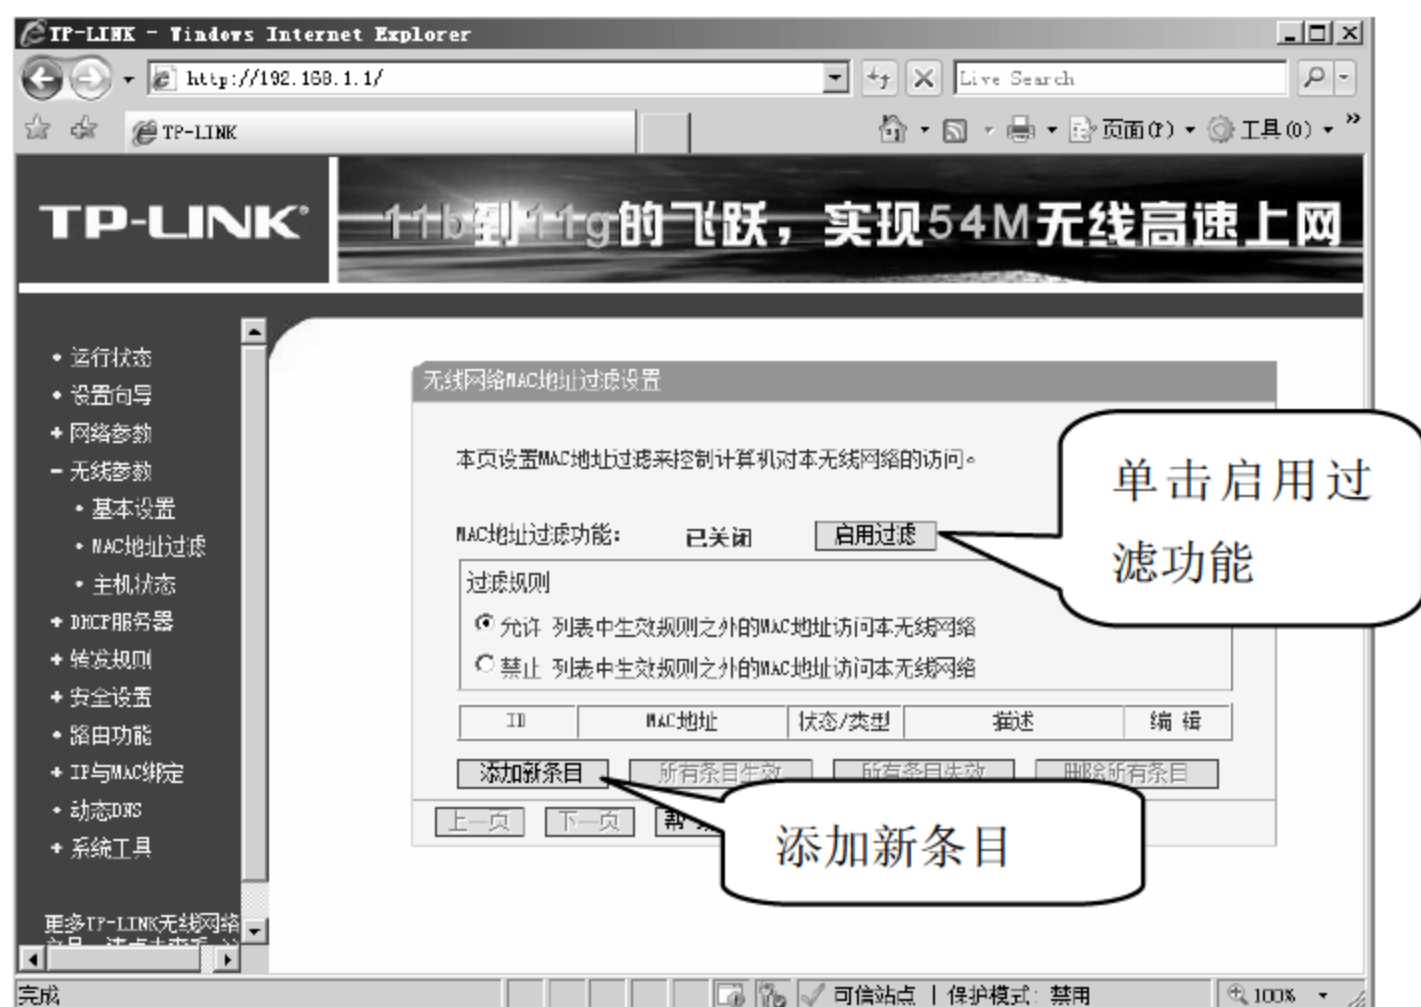 TP-LINK - Windows Internet Explorer
http://192.168.1.1/
Live Search
TP-LINK
页面(P)
工具(O)
TP-LINK
11b到11g的飞跃，实现54M无线高速上网
• 运行状态
• 设置向导
+ 网络参数
- 无线参数
• 基本设置
• MAC地址过滤
• 主机状态
+ DHCP服务器
+ 转发规则
+ 安全设置
• 路由功能
+ IP与MAC绑定
• 动态DNS
+ 系统工具
更多TP-LINK无线网络
无线网络MAC地址过滤设置
本页设置MAC地址过滤来控制计算机对本无线网络的访问。
MAC地址过滤功能： 已关闭 启用过滤
单击启用过
滤功能
过滤规则
允许 列表中生效规则之外的MAC地址访问本无线网络
禁止 列表中生效规则之外的MAC地址访问本无线网络
ID MAC地址 状态/类型 描述 编 辑
添加新条目 所有条目生效 所有条目失效 删除所有条目
上一页 下一页 帮
添加新条目
完成
可信站点 | 保护模式: 禁用
100%